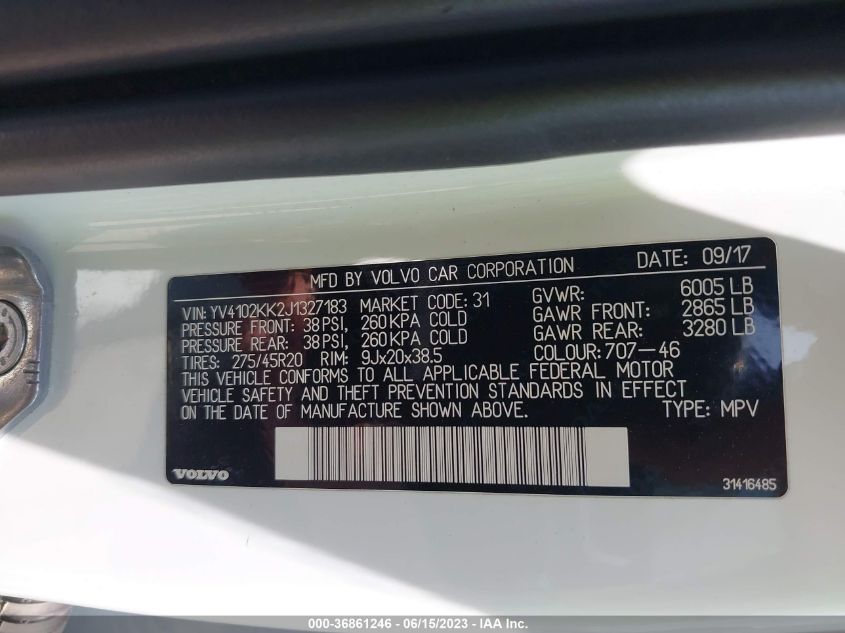 MFD BY VOLVO CAR CORPORATION DATE: 09/17
VIN: YV4102KK2J1327183 MARKET CODE: 31 GVWR: 6005 LB
PRESSURE FRONT: 38PSI, 260KPA COLD GAWR FRONT: 2865 LB
PRESSURE REAR: 38PSI, 260KPA COLD GAWR REAR: 3280 LB
TIRES: 275/45R20 RIM: 9Jx20x38.5 COLOUR: 707-46
THIS VEHICLE CONFORMS TO ALL APPLICABLE FEDERAL MOTOR
VEHICLE SAFETY AND THEFT PREVENTION STANDARDS IN EFFECT
ON THE DATE OF MANUFACTURE SHOWN ABOVE. TYPE: MPV
VOLVO
31416485
000-36861246 - 06/15/2023 - IAA Inc.